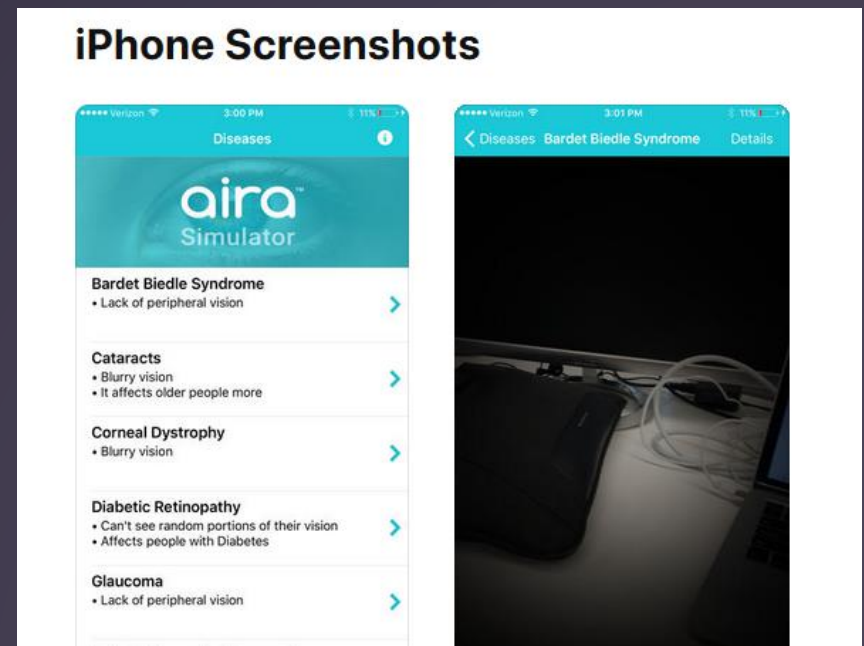 iPhone Screenshots
Verizon 3:00 PM 11%
Diseases
aira™
Simulator
Bardet Biedle Syndrome
• Lack of peripheral vision
Cataracts
• Blurry vision
• It affects older people more
Corneal Dystrophy
• Blurry vision
Diabetic Retinopathy
• Can't see random portions of their vision
• Affects people with Diabetes
Glaucoma
• Lack of peripheral vision
Verizon 3:01 PM 11%
Diseases Bardet Biedle Syndrome Details